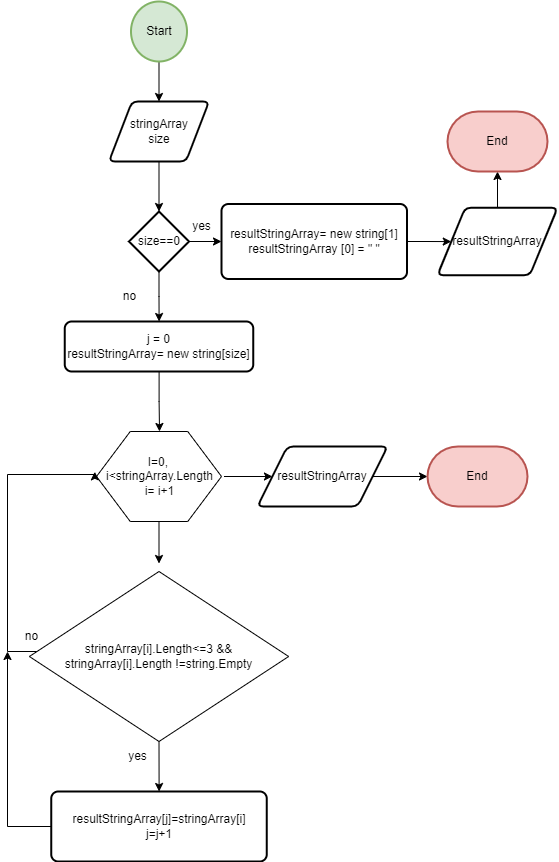 Start
stringArray
size
size==0
yes
resultStringArray= new string[1]
resultStringArray [0] = " "
resultStringArray
End
no
j = 0
resultStringArray= new string[size]
I=0,
i<stringArray.Length
i= i+1
resultStringArray
End
no
stringArray[i].Length<=3 &&
stringArray[i].Length !=string.Empty
yes
resultStringArray[j]=stringArray[i]
j=j+1